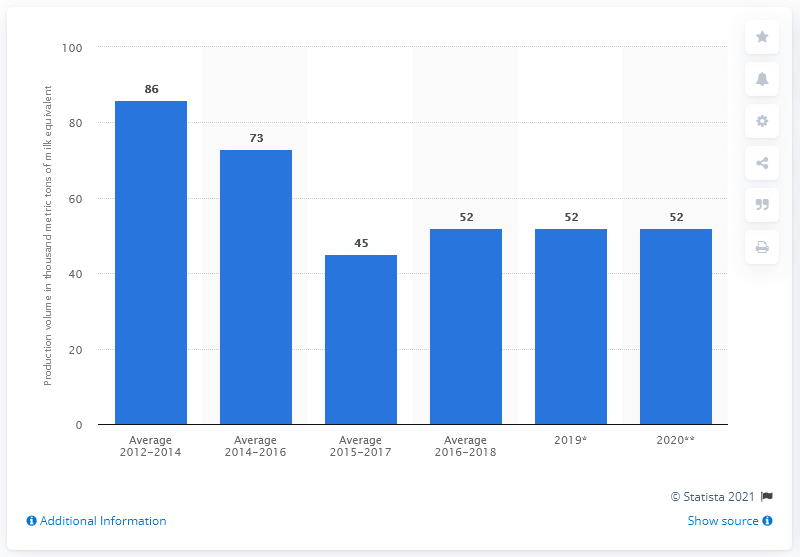 Production volume in thousand metric tons of milk equivalent
100
80
60
40
20
0
86
73
45
52
52
52
Average
2012-2014
Average
2014-2016
Average
2015-2017
Average
2016-2018
2019*
2020**
© Statista 2021
Additional Information
Show source